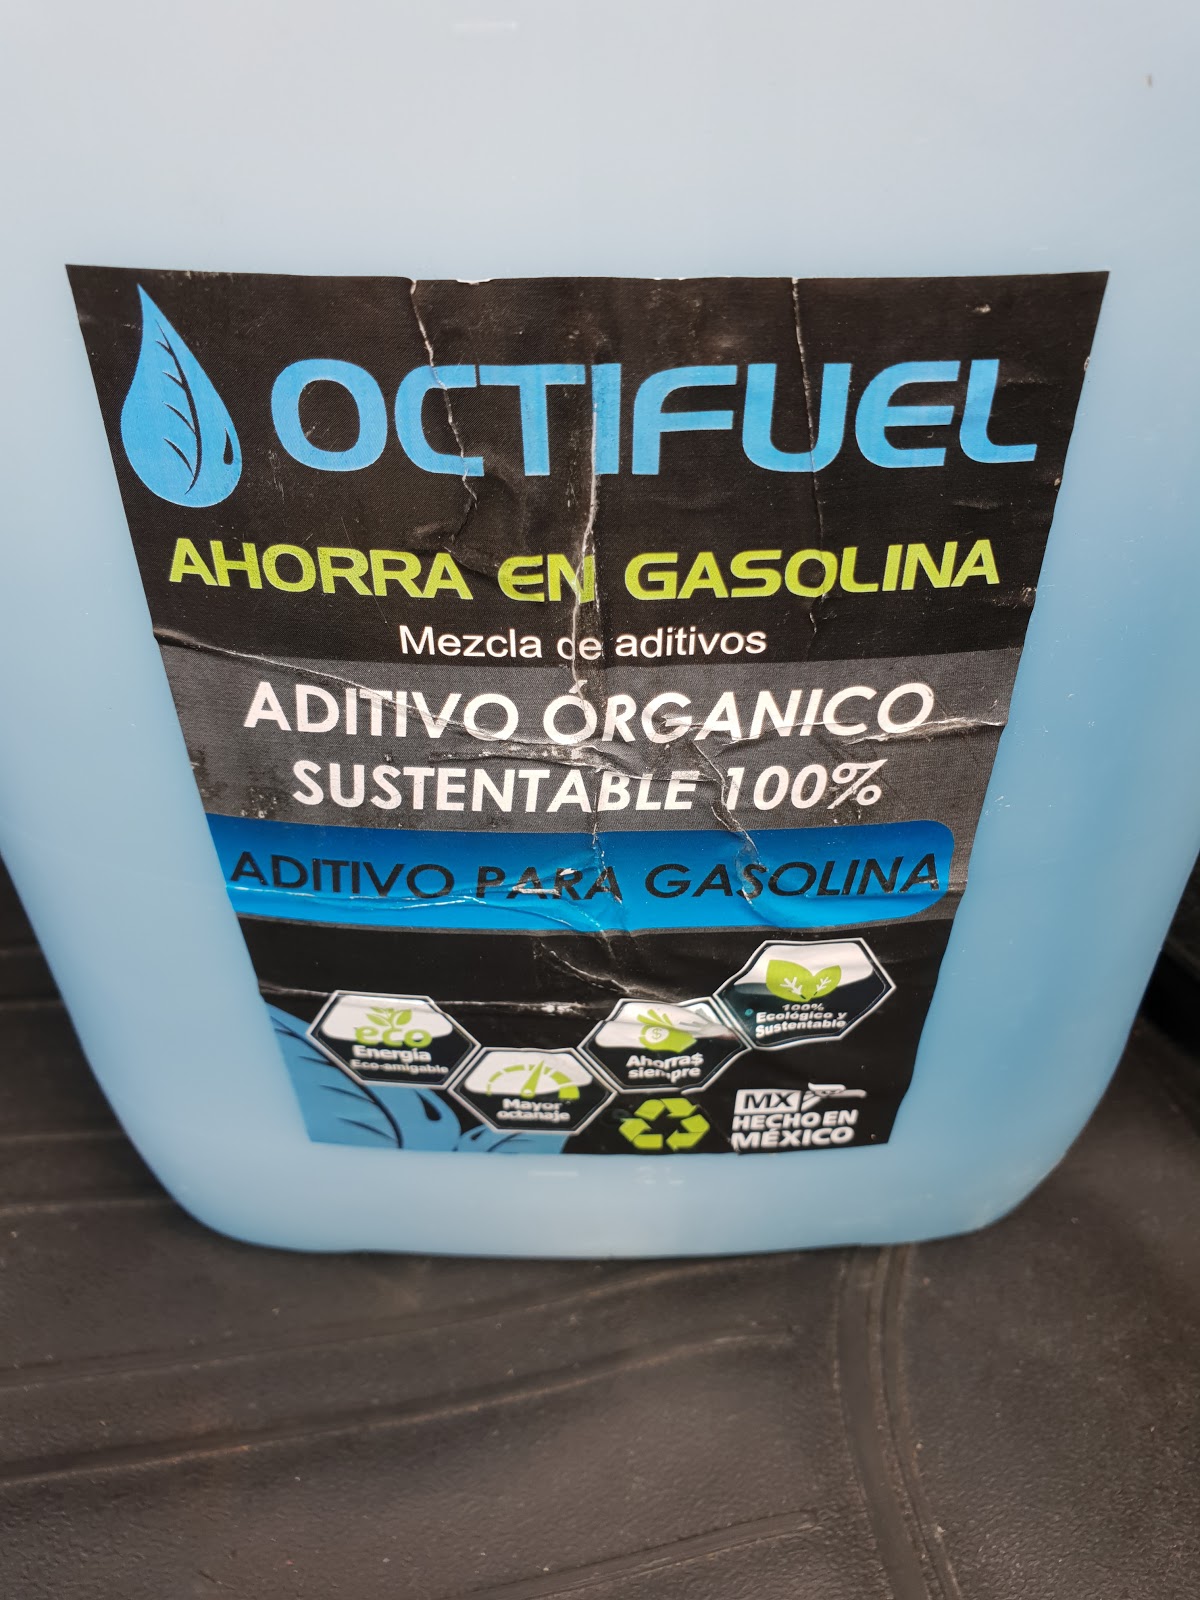 OCTIFUEL
AHORRA EN GASOLINA
Mezcla de aditivos
ADITIVO ÓRGANICO
SUSTENTABLE 100%
ADITIVO PARA GASOLINA
100%
Ecológico y
Sustentable
eco
Energía
Eco-amigable
Ahorra$
siempre
Mayor
octanaje
MX
HECHO EN
MÉXICO